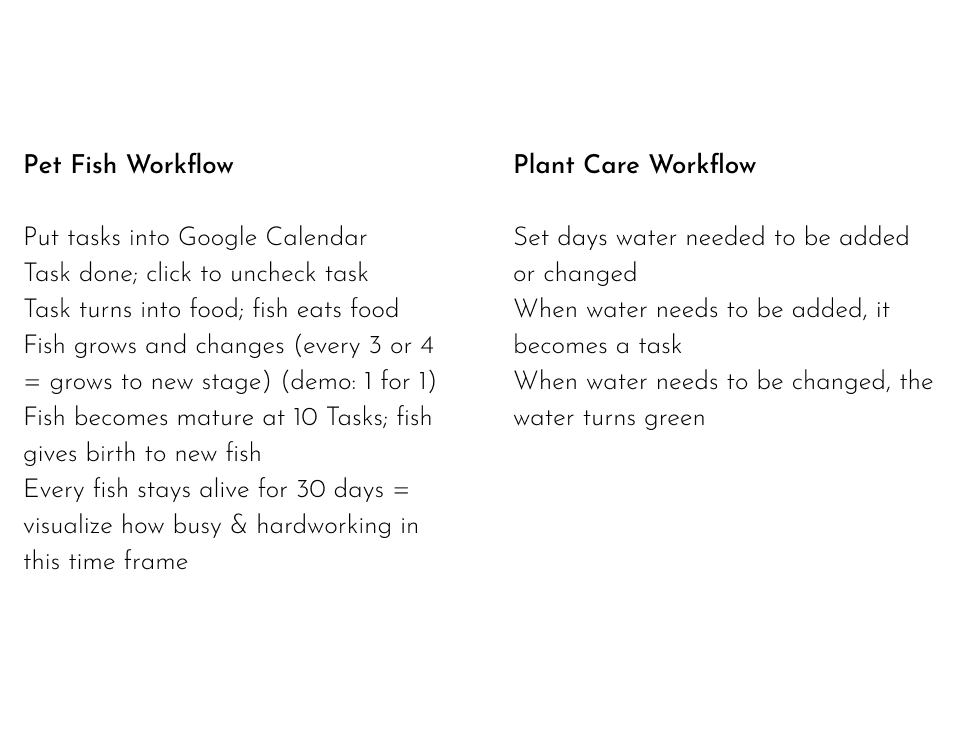 Pet Fish Workflow
Put tasks into Google Calendar
Task done; click to uncheck task
Task turns into food; fish eats food
Fish grows and changes (every 3 or 4
= grows to new stage) (demo: 1 for 1)
Fish becomes mature at 10 Tasks; fish
gives birth to new fish
Every fish stays alive for 30 days =
visualize how busy & hardworking in
this time frame
Plant Care Workflow
Set days water needed to be added
or changed
When water needs to be added, it
becomes a task
When water needs to be changed, the
water turns green